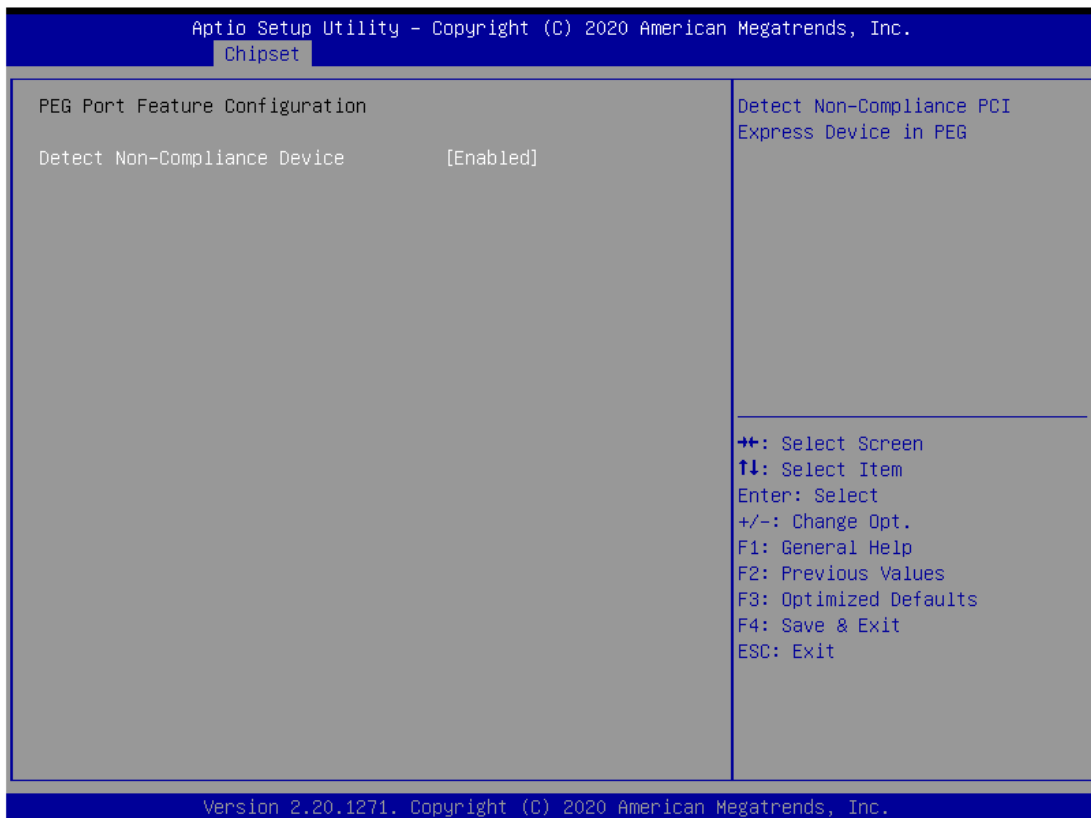 Aptio Setup Utility – Copyright (C) 2020 American Megatrends, Inc.
Chipset
PEG Port Feature Configuration
Detect Non-Compliance Device [Enabled]
Detect Non-Compliance PCI
Express Device in PEG
→←: Select Screen
↑↓: Select Item
Enter: Select
+/-: Change Opt.
F1: General Help
F2: Previous Values
F3: Optimized Defaults
F4: Save & Exit
ESC: Exit
Version 2.20.1271. Copyright (C) 2020 American Megatrends, Inc.